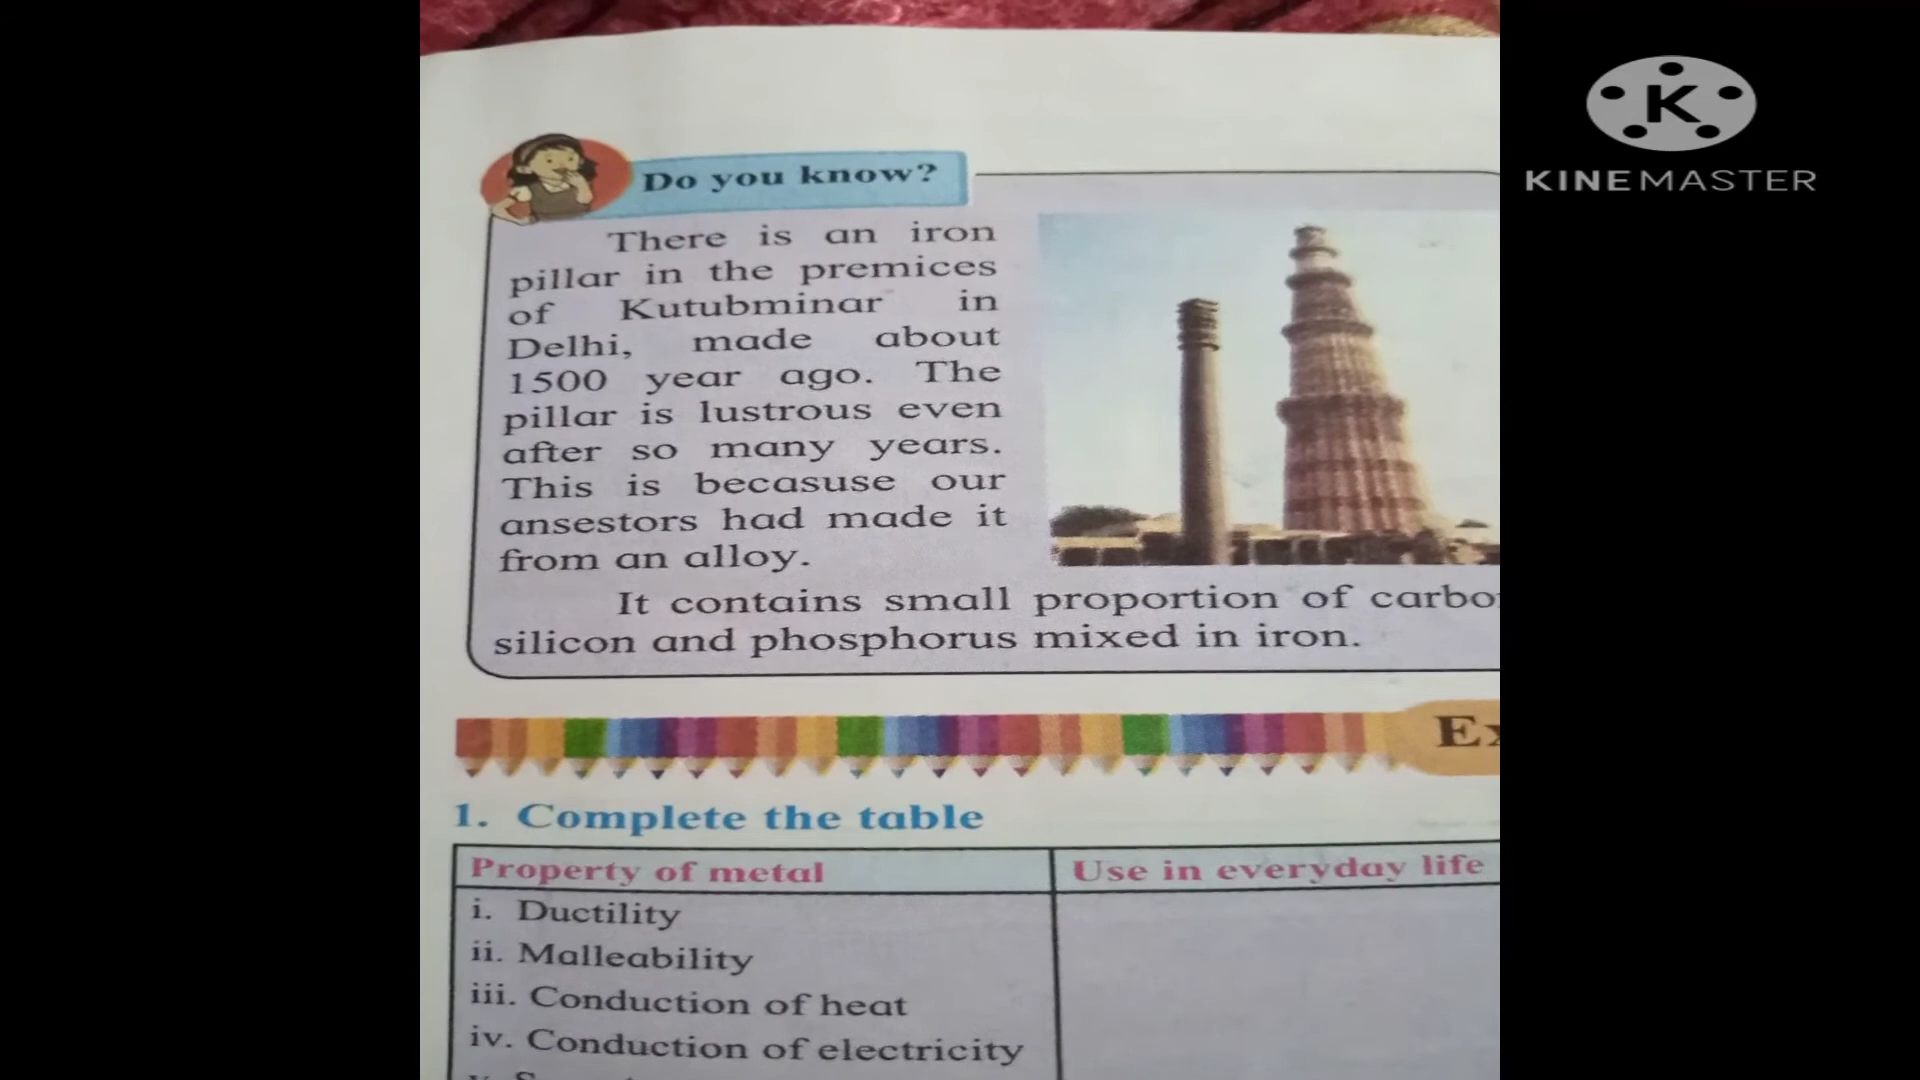 KINEMASTER
Do you know?
There is an iron
pillar in the premices
of Kutubminar in
Delhi, made about
1500 year ago. The
pillar is lustrous even
after so many years.
This is becasuse our
ansestors had made it
from an alloy.
It contains small proportion of carbo
silicon and phosphorus mixed in iron.
1. Complete the table
Property of metal
Use in everyday life
i. Ductility
ii. Malleability
iii. Conduction of heat
iv. Conduction of electricity